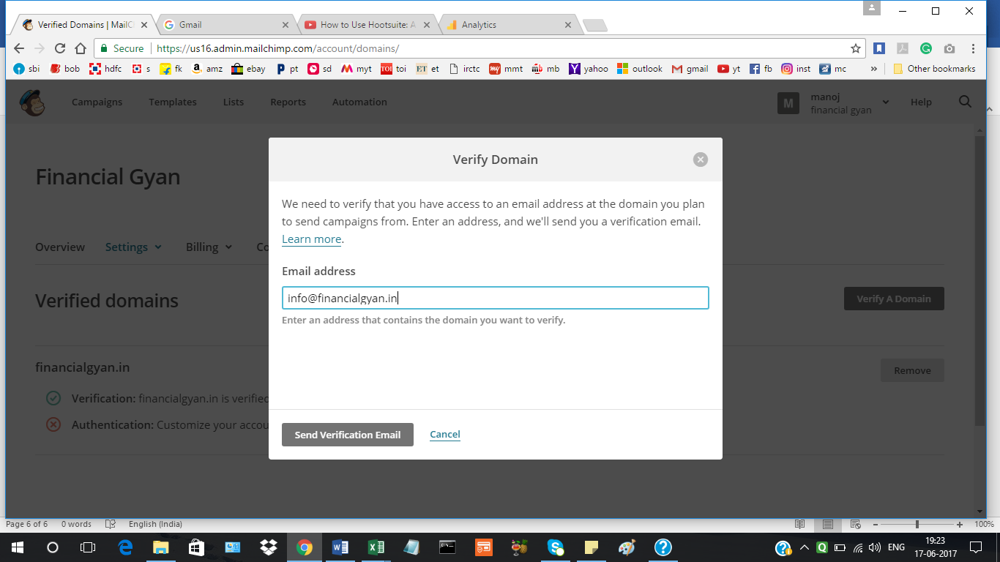 Verified Domains | MailC
Gmail
How to Use Hootsuite: A
Analytics
Secure
https://us16.admin.mailchimp.com/account/domains/
sbi
bob
hdfc
s
fk
amz
ebay
pt
sd
myt
TOI toi
ET et
irctc
my mmt
mb mb
yahoo
outlook
gmail
yt
fb
inst
mc
»
Other bookmarks
Campaigns
Templates
Lists
Reports
Automation
M
manoj
financial gyan
Help
Financial Gyan
Overview
Settings
Billing
Co
Verified domains
Verify A Domain
financialgyan.in
Remove
Verification: financialgyan.in is verified
Authentication: Customize your accou
Verify Domain
We need to verify that you have access to an email address at the domain you plan
to send campaigns from. Enter an address, and we'll send you a verification email.
Learn more.
Email address
info@financialgyan.in
Enter an address that contains the domain you want to verify.
Send Verification Email
Cancel
Page 6 of 6
0 words
English (India)
100%
ENG
19:23
17-06-2017